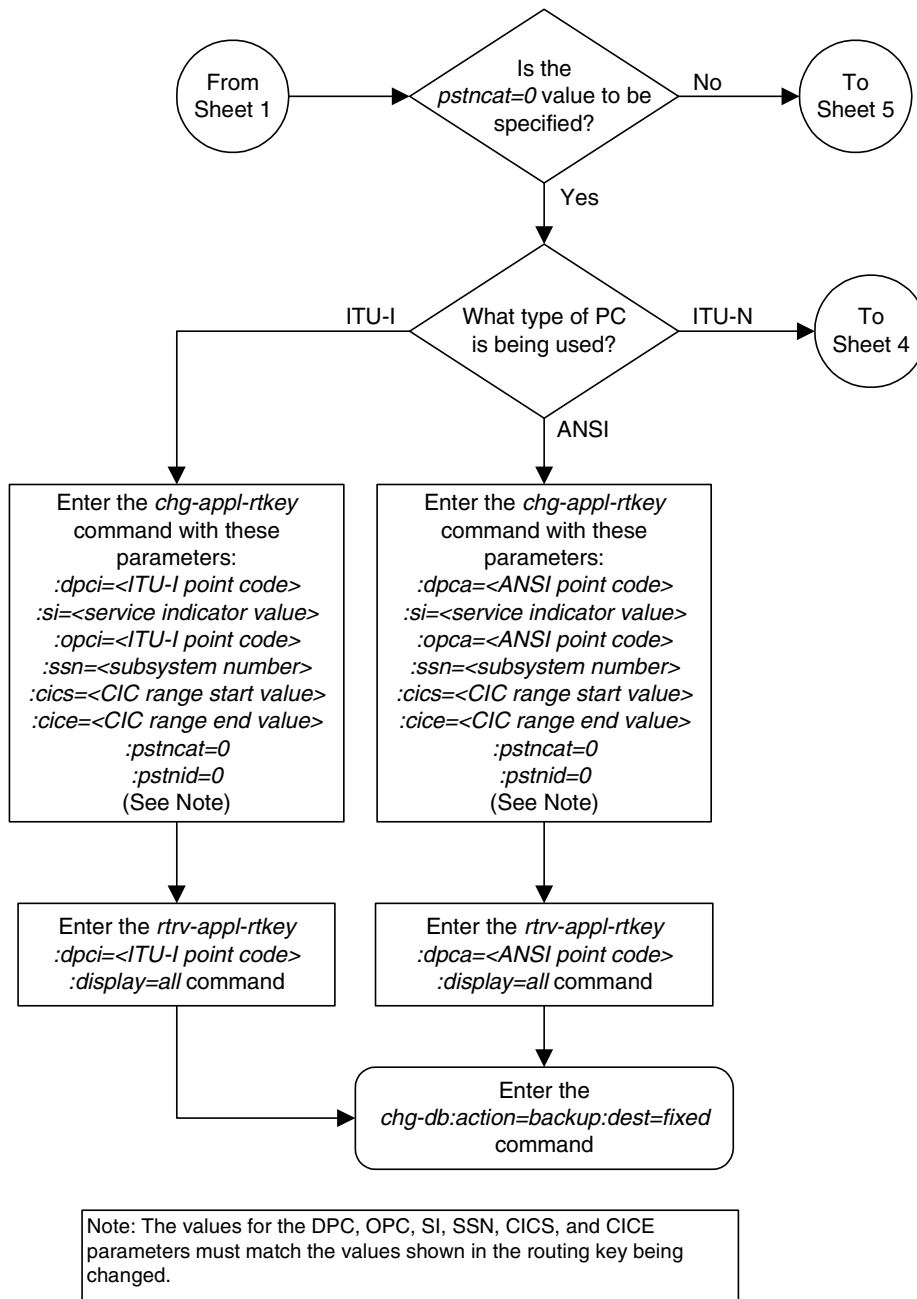 From
Sheet 1
Is the
pstncat=0 value to be
specified?
No
To
Sheet 5
Yes
ITU-I
What type of PC
is being used?
ITU-N
To
Sheet 4
ANSI
Enter the chg-appl-rtkey
command with these
parameters:
:dpci=<ITU-I point code>
:si=<service indicator value>
:opci=<ITU-I point code>
:ssn=<subsystem number>
:cics=<CIC range start value>
:cice=<CIC range end value>
:pstncat=0
:pstnid=0
(See Note)
Enter the chg-appl-rtkey
command with these
parameters:
:dpca=<ANSI point code>
:si=<service indicator value>
:opca=<ANSI point code>
:ssn=<subsystem number>
:cics=<CIC range start value>
:cice=<CIC range end value>
:pstncat=0
:pstnid=0
(See Note)
Enter the rtrv-appl-rtkey
:dpci=<ITU-I point code>
:display=all command
Enter the rtrv-appl-rtkey
:dpca=<ANSI point code>
:display=all command
Enter the
chg-db:action=backup:dest=fixed
command
Note: The values for the DPC, OPC, SI, SSN, CICS, and CICE
parameters must match the values shown in the routing key being
changed.